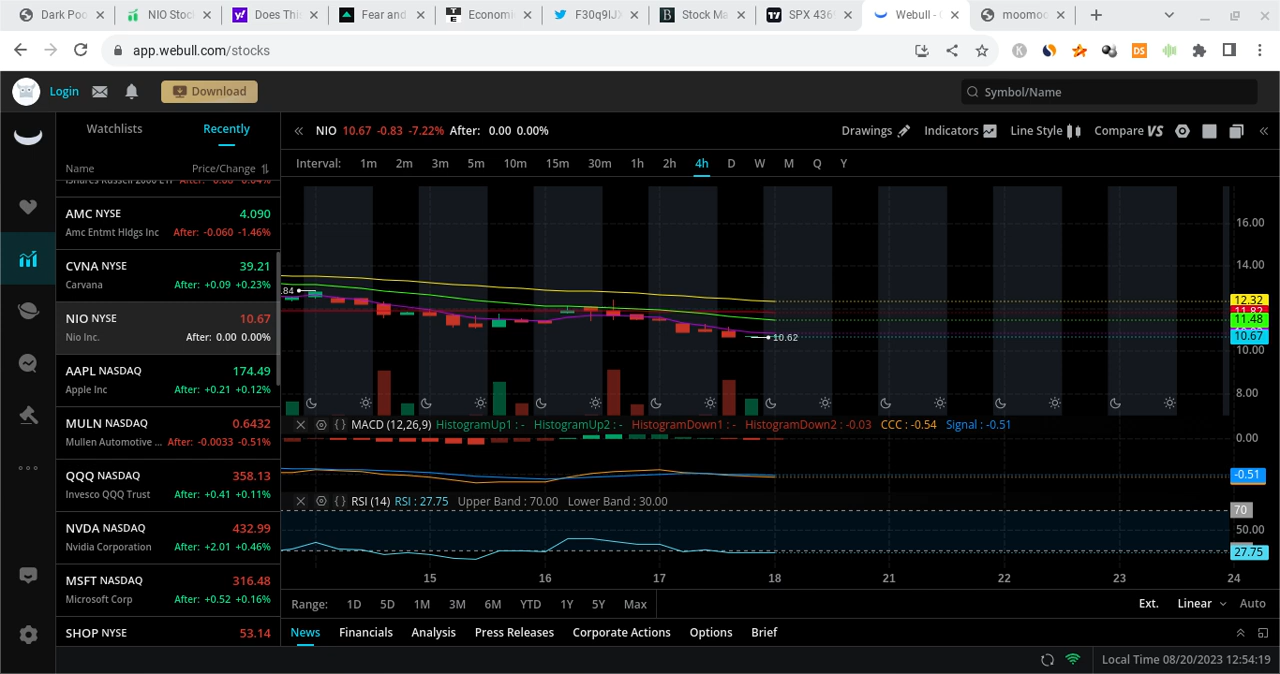 Dark Poo
NIO Stoc
Does Thi
Fear and
Economi
F30q9IJX
Stock Ma
SPX 436
Webull -
moomoo
app.webull.com/stocks
Login
Download
Symbol/Name
Watchlists
Recently
Name
Price/Change
AMC NYSE 4.090
Amc Entmt Hldgs Inc After: -0.060 -1.46%
CVNA NYSE 39.21
Carvana After: +0.09 +0.23%
NIO NYSE 10.67
Nio Inc. After: 0.00 0.00%
AAPL NASDAQ 174.49
Apple Inc After: +0.21 +0.12%
MULN NASDAQ 0.6432
Mullen Automotive ... After: -0.0033 -0.51%
QQQ NASDAQ 358.13
Invesco QQQ Trust After: +0.41 +0.11%
NVDA NASDAQ 432.99
Nvidia Corporation After: +2.01 +0.46%
MSFT NASDAQ 316.48
Microsoft Corp After: +0.52 +0.16%
SHOP NYSE 53.14
NIO 10.67 -0.83 -7.22% After: 0.00 0.00%
Drawings
Indicators
Line Style
Compare VS
Interval: 1m 2m 3m 5m 10m 15m 30m 1h 2h 4h D W M Q Y
16.00
14.00
.84
12.32
11.48
10.67
10.62
10.00
8.00
MACD (12,26,9) HistogramUp1 : - HistogramUp2 : - HistogramDown1 : - HistogramDown2 : -0.03 CCC : -0.54 Signal : -0.51
0.00
-0.51
RSI (14) RSI : 27.75 Upper Band : 70.00 Lower Band : 30.00
70
50.00
27.75
15 16 17 18 21 22 23 24
Range: 1D 5D 1M 3M 6M YTD 1Y 5Y Max
Ext. Linear Auto
News Financials Analysis Press Releases Corporate Actions Options Brief
Local Time 08/20/2023 12:54:19